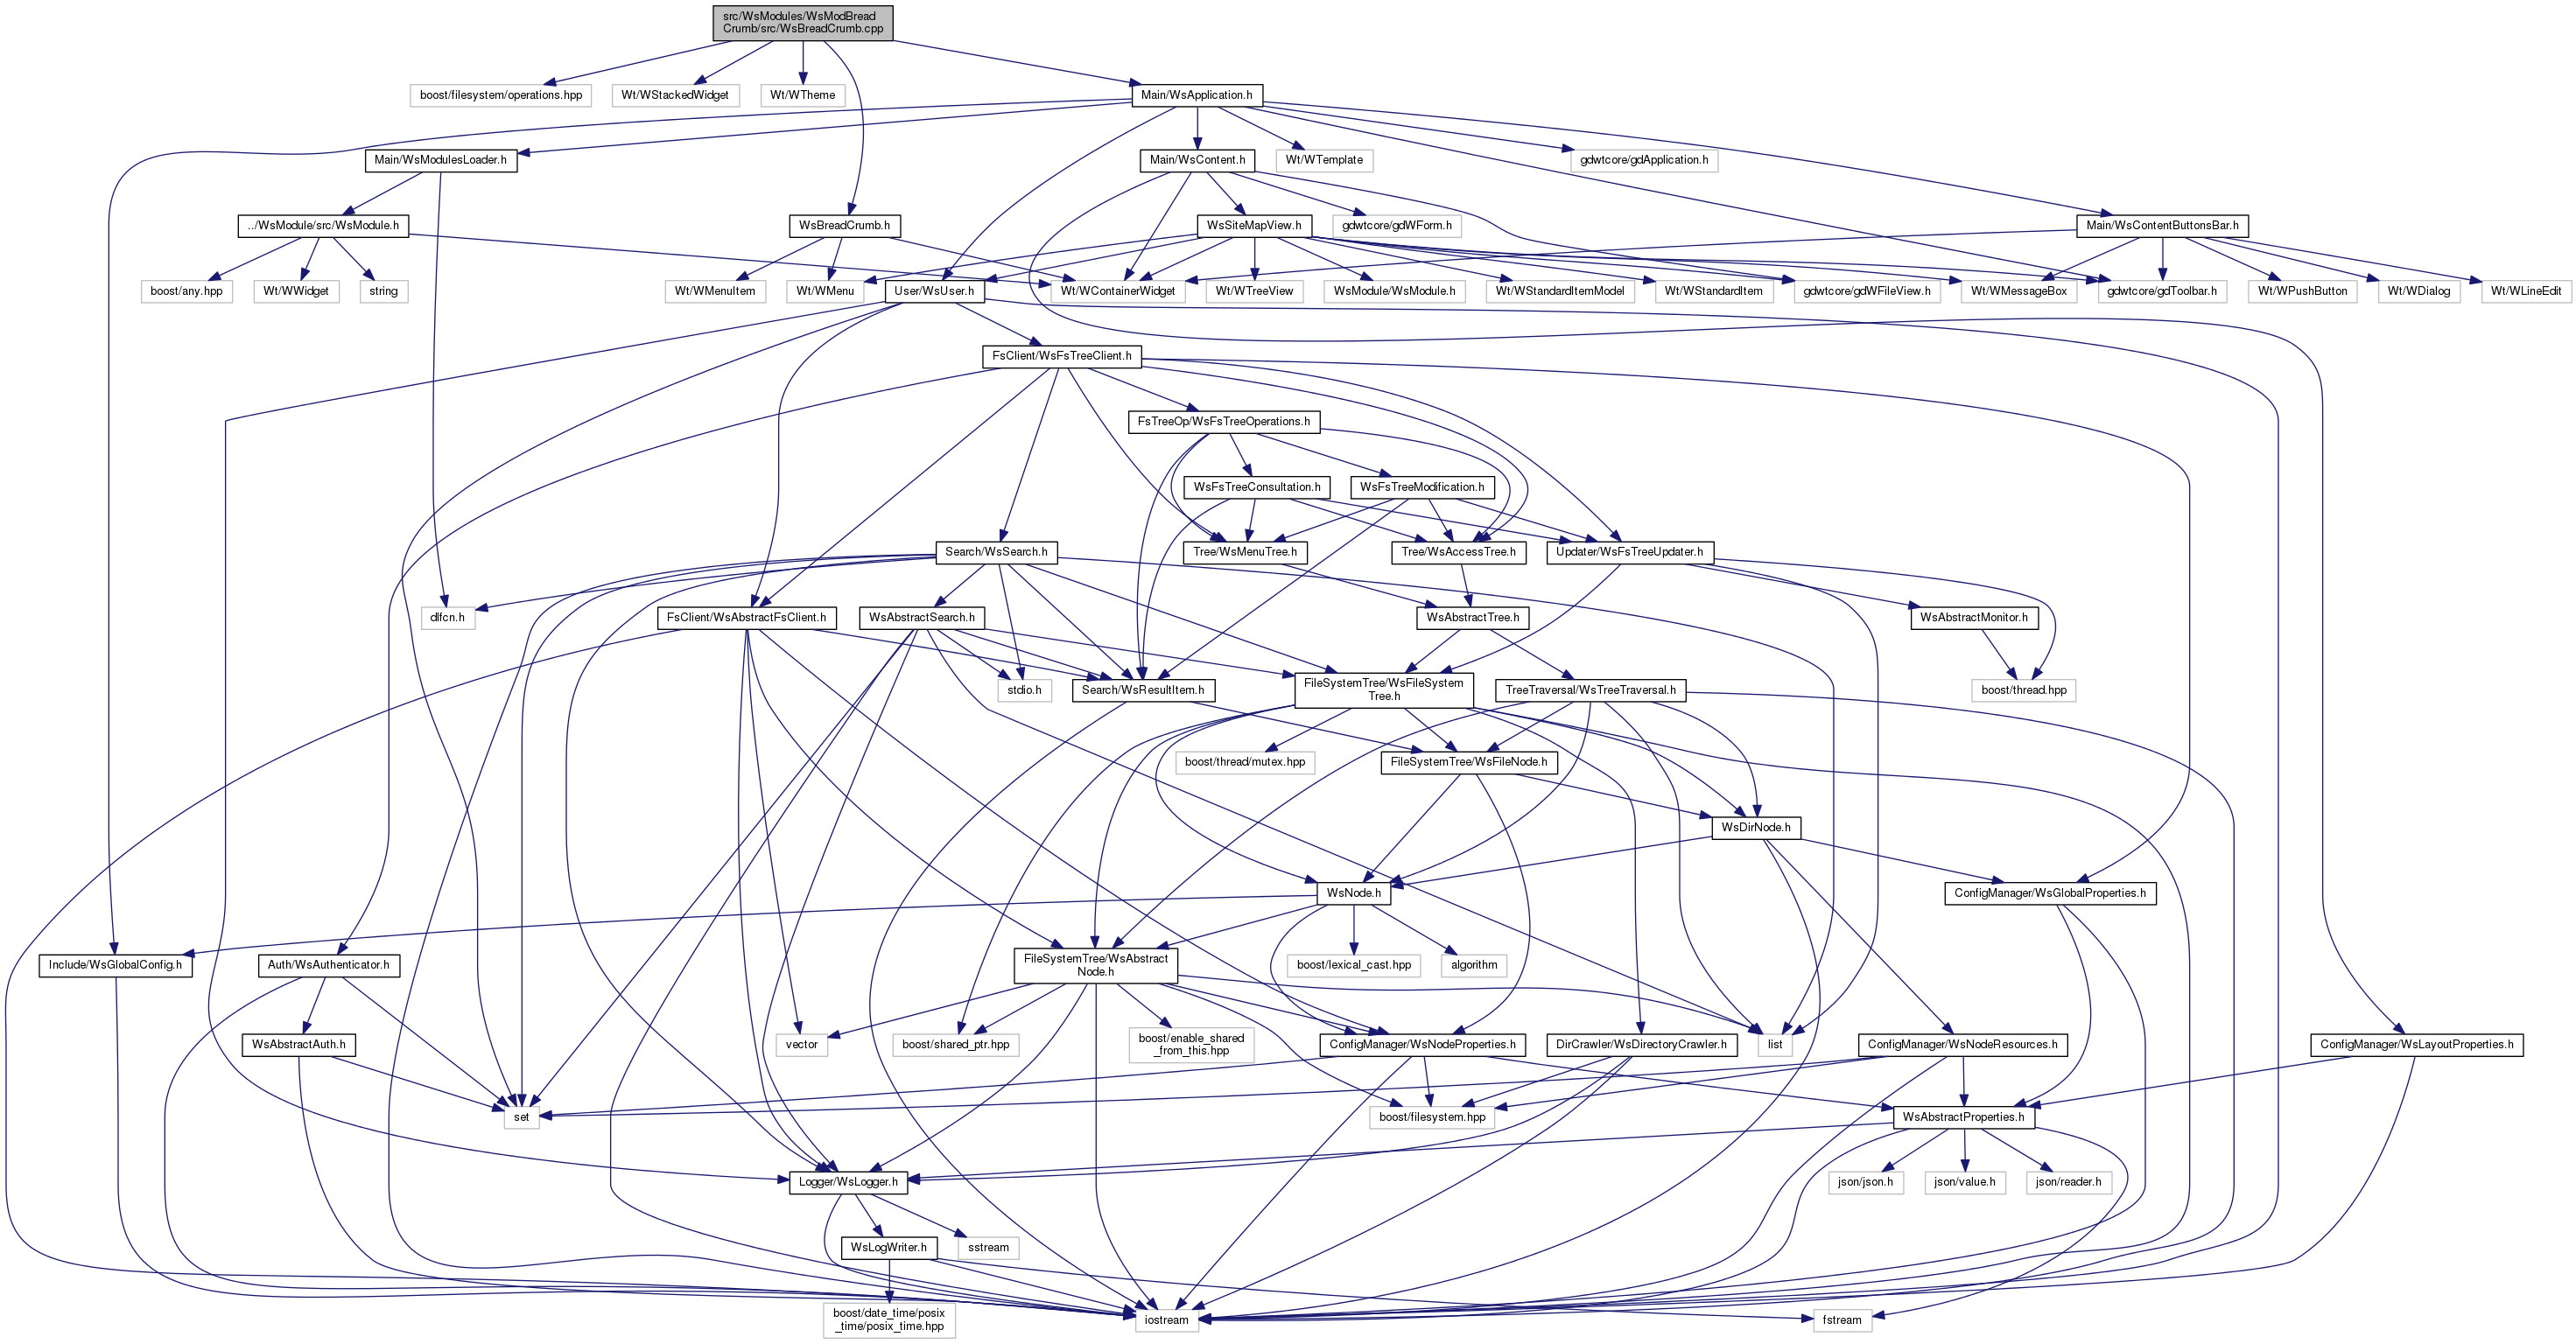 src/WsModules/WsModBread
Crumb/src/WsBreadCrumb.cpp
boost/filesystem/operations.hpp
Wt/WStackedWidget
Wt/WTheme
Main/WsApplication.h
Main/WsModulesLoader.h
Main/WsContent.h
Wt/WTemplate
gdwtcore/gdApplication.h
../WsModule/src/WsModule.h
WsBreadCrumb.h
WsSiteMapView.h
gdwtcore/gdWForm.h
Main/WsContentButtonsBar.h
boost/any.hpp
Wt/WWidget
string
Wt/WMenuItem
Wt/WMenu
User/WsUser.h
Wt/WContainerWidget
Wt/WTreeView
WsModule/WsModule.h
Wt/WStandardItemModel
Wt/WStandardItem
gdwtcore/gdWFileView.h
Wt/WMessageBox
gdwtcore/gdToolbar.h
Wt/WPushButton
Wt/WDialog
Wt/WLineEdit
FsClient/WsFsTreeClient.h
FsTreeOp/WsFsTreeOperations.h
WsFsTreeConsultation.h
WsFsTreeModification.h
Search/WsSearch.h
Tree/WsMenuTree.h
Tree/WsAccessTree.h
Updater/WsFsTreeUpdater.h
dlfcn.h
FsClient/WsAbstractFsClient.h
WsAbstractSearch.h
WsAbstractTree.h
WsAbstractMonitor.h
stdio.h
Search/WsResultItem.h
FileSystemTree/WsFileSystem
Tree.h
TreeTraversal/WsTreeTraversal.h
boost/thread.hpp
boost/thread/mutex.hpp
FileSystemTree/WsFileNode.h
WsDirNode.h
WsNode.h
ConfigManager/WsGlobalProperties.h
Include/WsGlobalConfig.h
Auth/WsAuthenticator.h
FileSystemTree/WsAbstract
Node.h
boost/lexical_cast.hpp
algorithm
WsAbstractAuth.h
vector
boost/shared_ptr.hpp
boost/enable_shared
_from_this.hpp
ConfigManager/WsNodeProperties.h
DirCrawler/WsDirectoryCrawler.h
list
ConfigManager/WsNodeResources.h
ConfigManager/WsLayoutProperties.h
set
boost/filesystem.hpp
WsAbstractProperties.h
Logger/WsLogger.h
json/json.h
json/value.h
json/reader.h
WsLogWriter.h
sstream
boost/date_time/posix
_time/posix_time.hpp
iostream
fstream